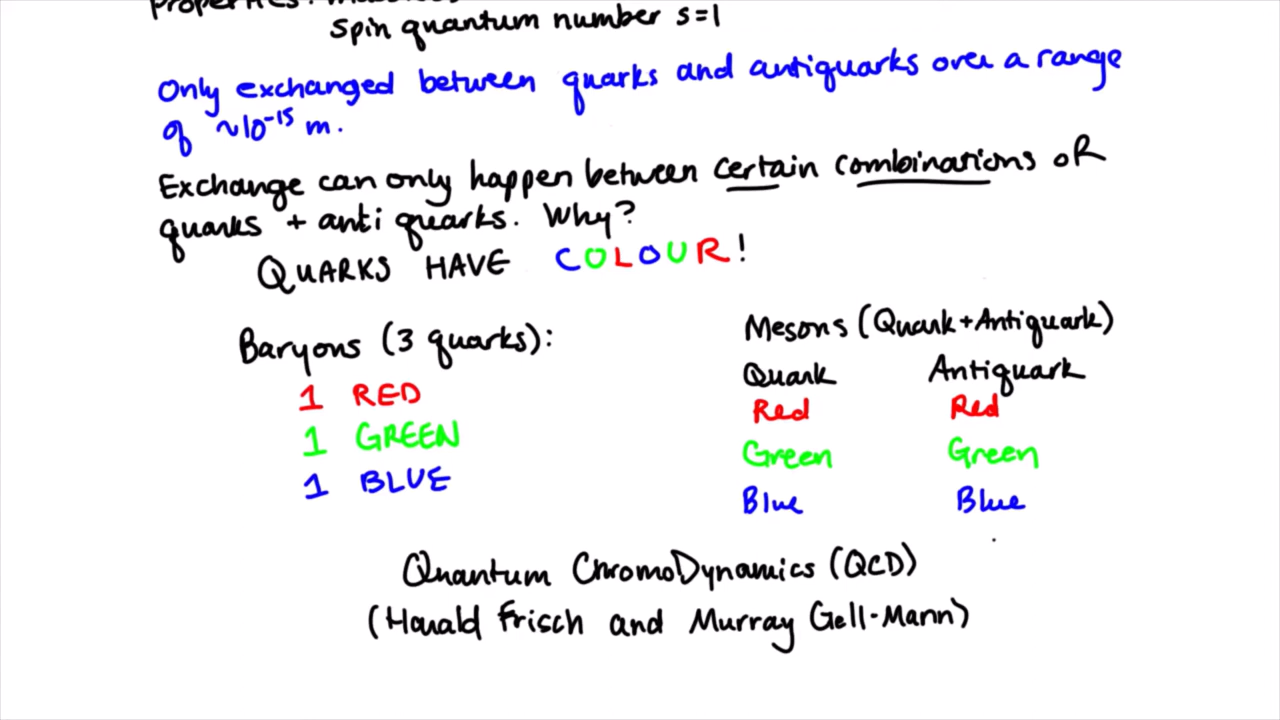 Properties:
spin quantum number s=1
Only exchanged between quarks and antiquarks over a range
of ~10⁻¹⁵ m.
Exchange can only happen between certain combinations of
quarks + anti quarks. Why?
QUARKS HAVE COLOUR!
Baryons (3 quarks):
1 RED
1 GREEN
1 BLUE
Mesons (Quark+Antiquark)
Quark Antiquark
Red Red
Green Green
Blue Blue
Quantum ChromoDynamics (QCD)
(Harald Frisch and Murray Gell-Mann)